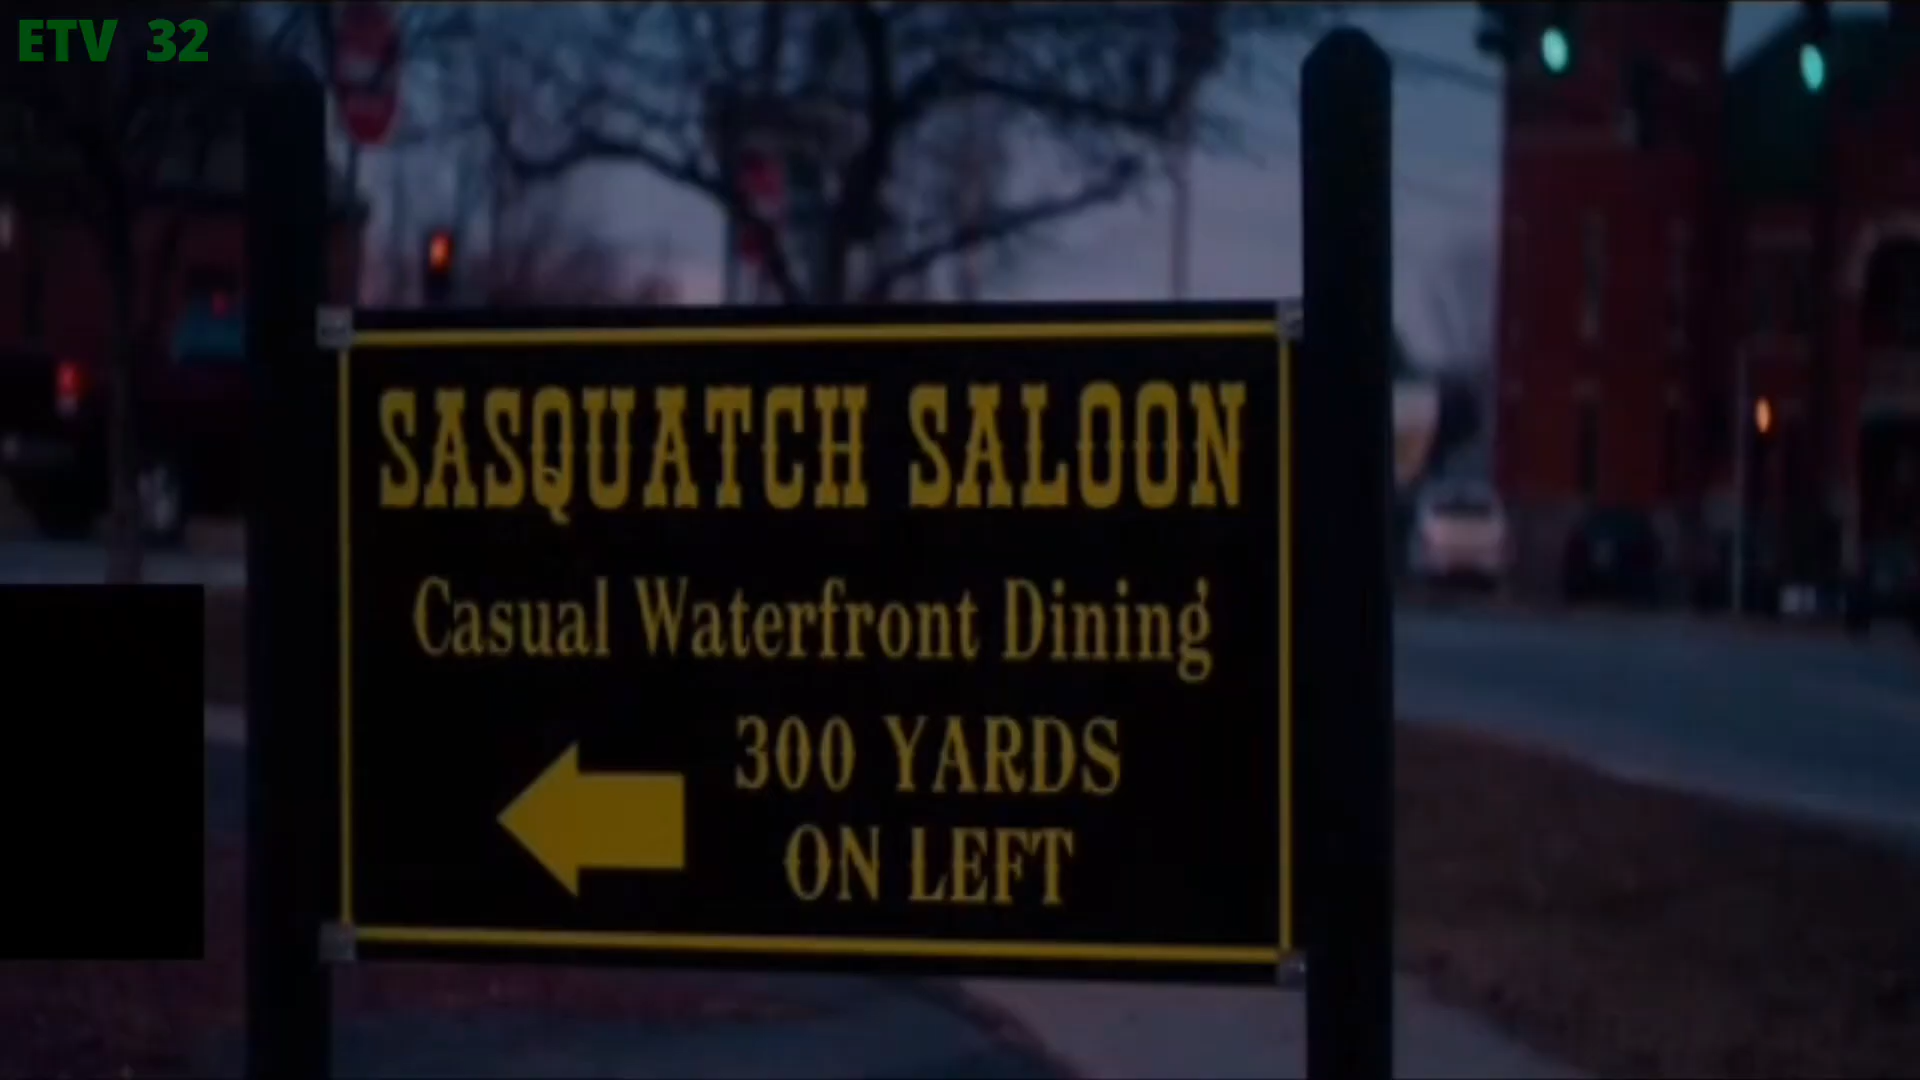 ETV 32
SASQUATCH SALOON
Casual Waterfront Dining
300 YARDS
ON LEFT